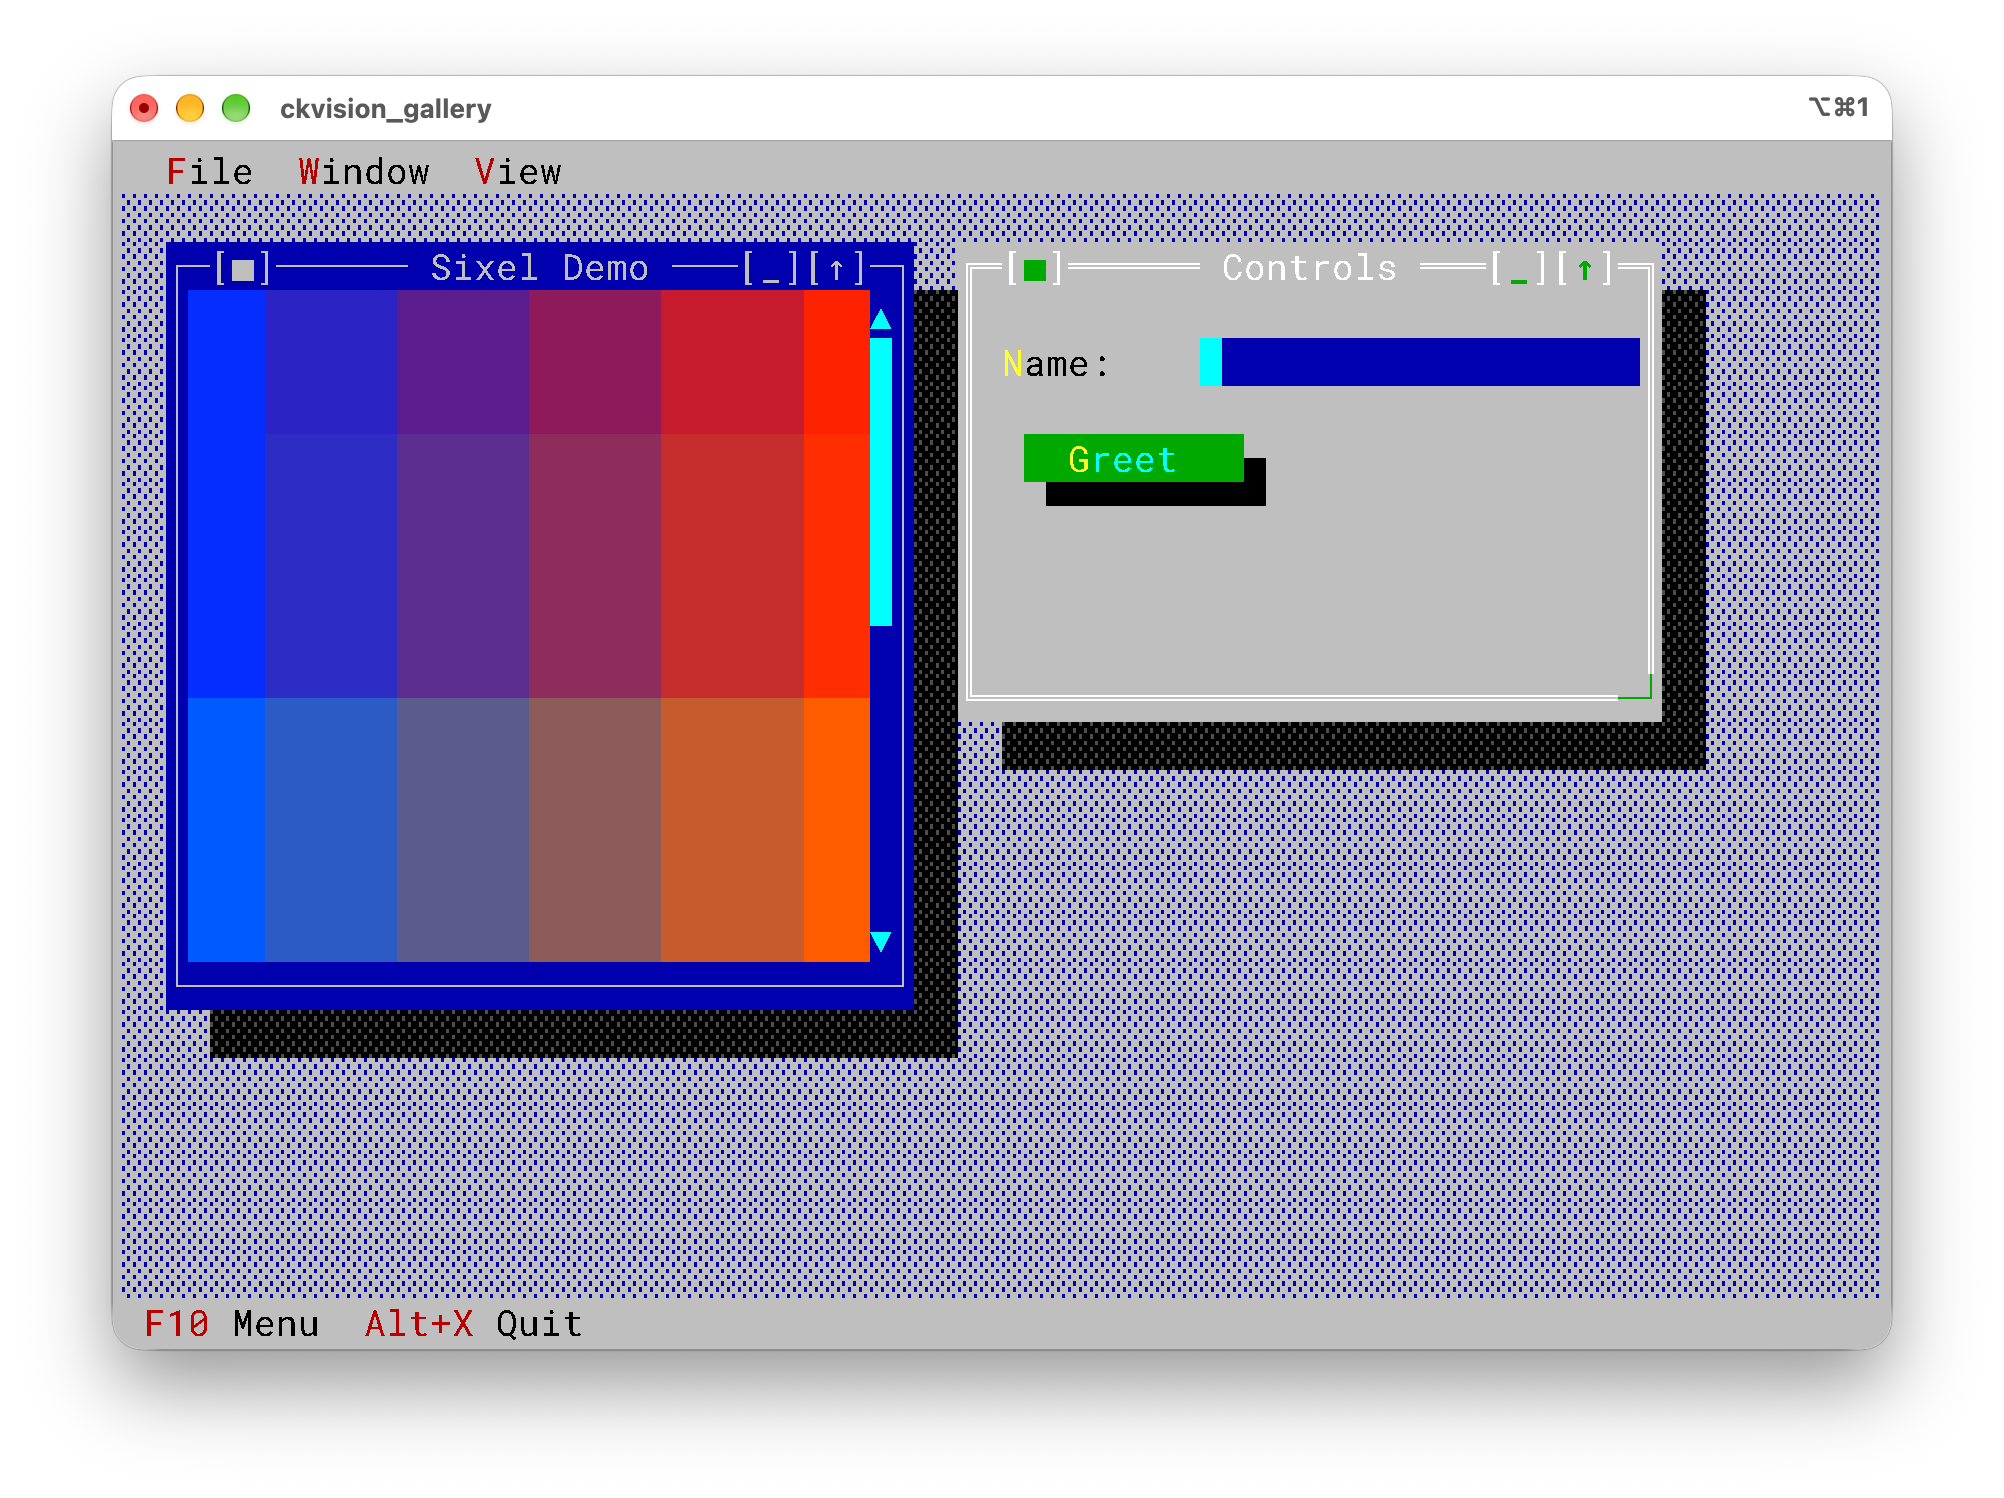 ckvision_gallery ⌥⌘1
File Window View
[■] Sixel Demo [_][↑]
[■] Controls [_][↑]
Name:
Greet
F10 Menu Alt+X Quit